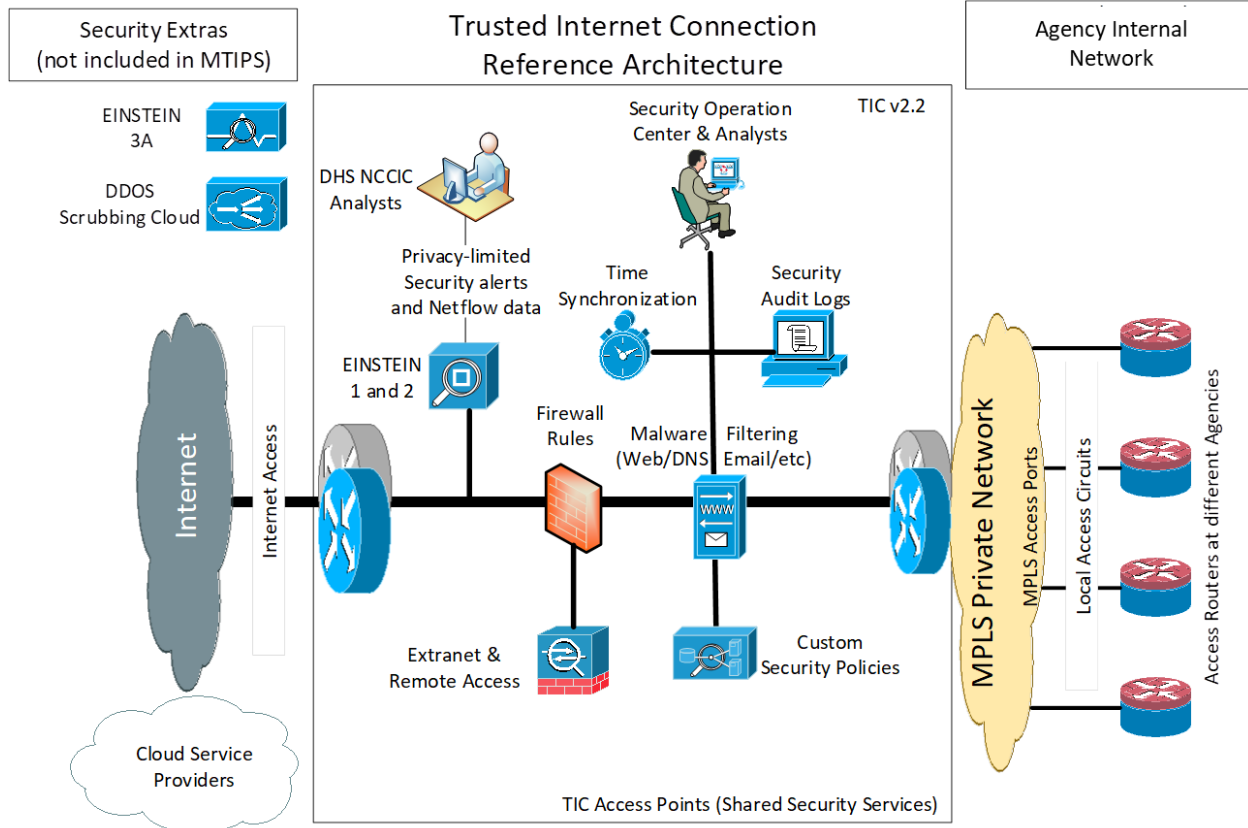 Security Extras
(not included in MTIPS)
Trusted Internet Connection
Reference Architecture
Agency Internal
Network
EINSTEIN
3A
DDOS
Scrubbing Cloud
TIC v2.2
Security Operation
Center & Analysts
DHS NCCIC
Analysts
Privacy-limited
Security alerts
and Netflow data
Time
Synchronization
Security
Audit Logs
EINSTEIN
1 and 2
Firewall
Rules
Malware
(Web/DNS
Filtering
Email/etc)
WWW
Internet
Internet Access
MPLS Private Network
MPLS Access Ports
Local Access Circuits
Access Routers at different Agencies
Extranet &
Remote Access
Custom
Security Policies
Cloud Service
Providers
TIC Access Points (Shared Security Services)